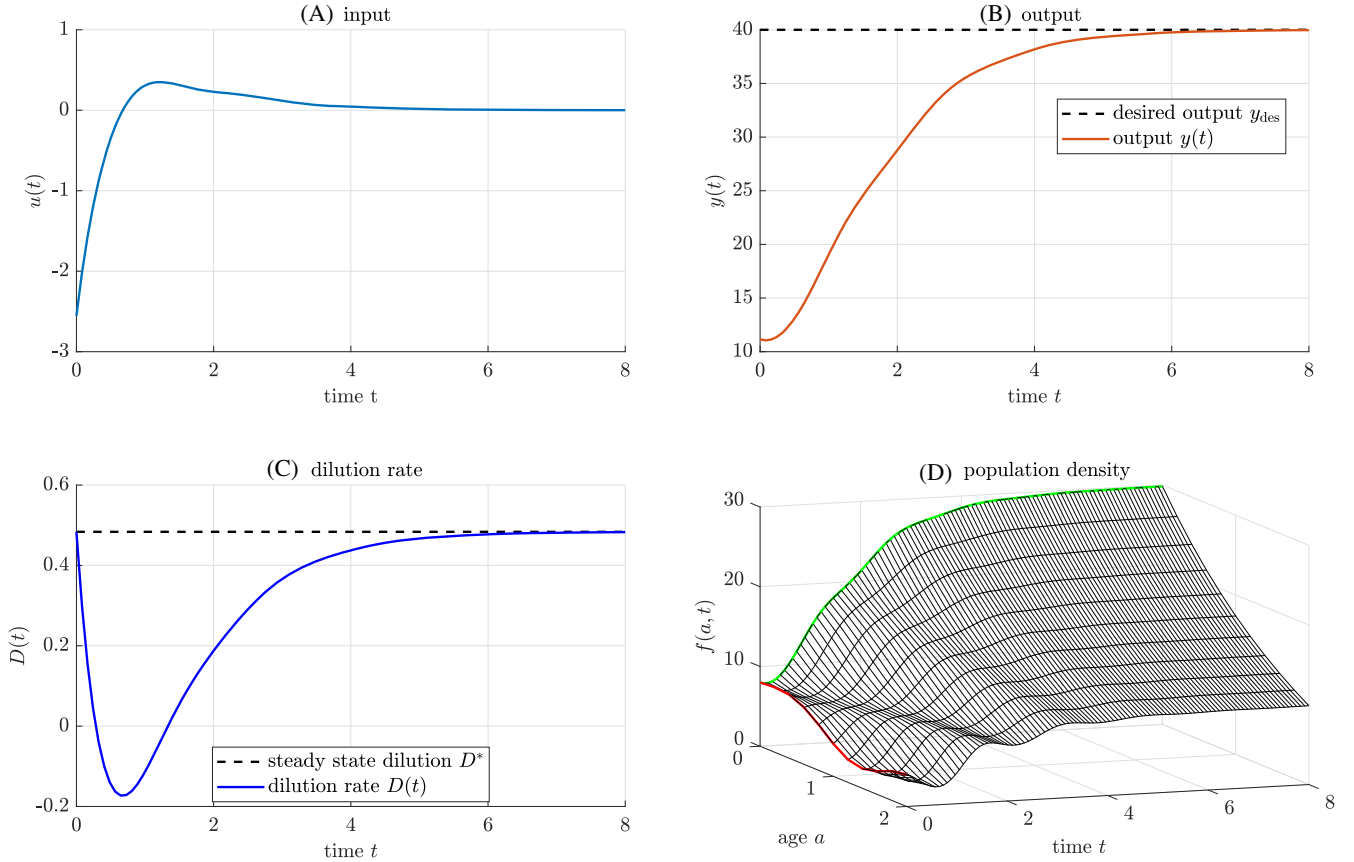 (A) input
1
0
-1
-2
-3
u(t)
0 2 4 6 8
time t
(B) output
40
35
30
25
20
15
10
y(t)
desired output y_des
output y(t)
0 2 4 6 8
time t
(C) dilution rate
0.6
0.4
0.2
0
-0.2
D(t)
steady state dilution D*
dilution rate D(t)
0 2 4 6 8
time t
(D) population density
30
20
10
0
f(a, t)
0
1
2
age a
0 2 4 6 8
time t